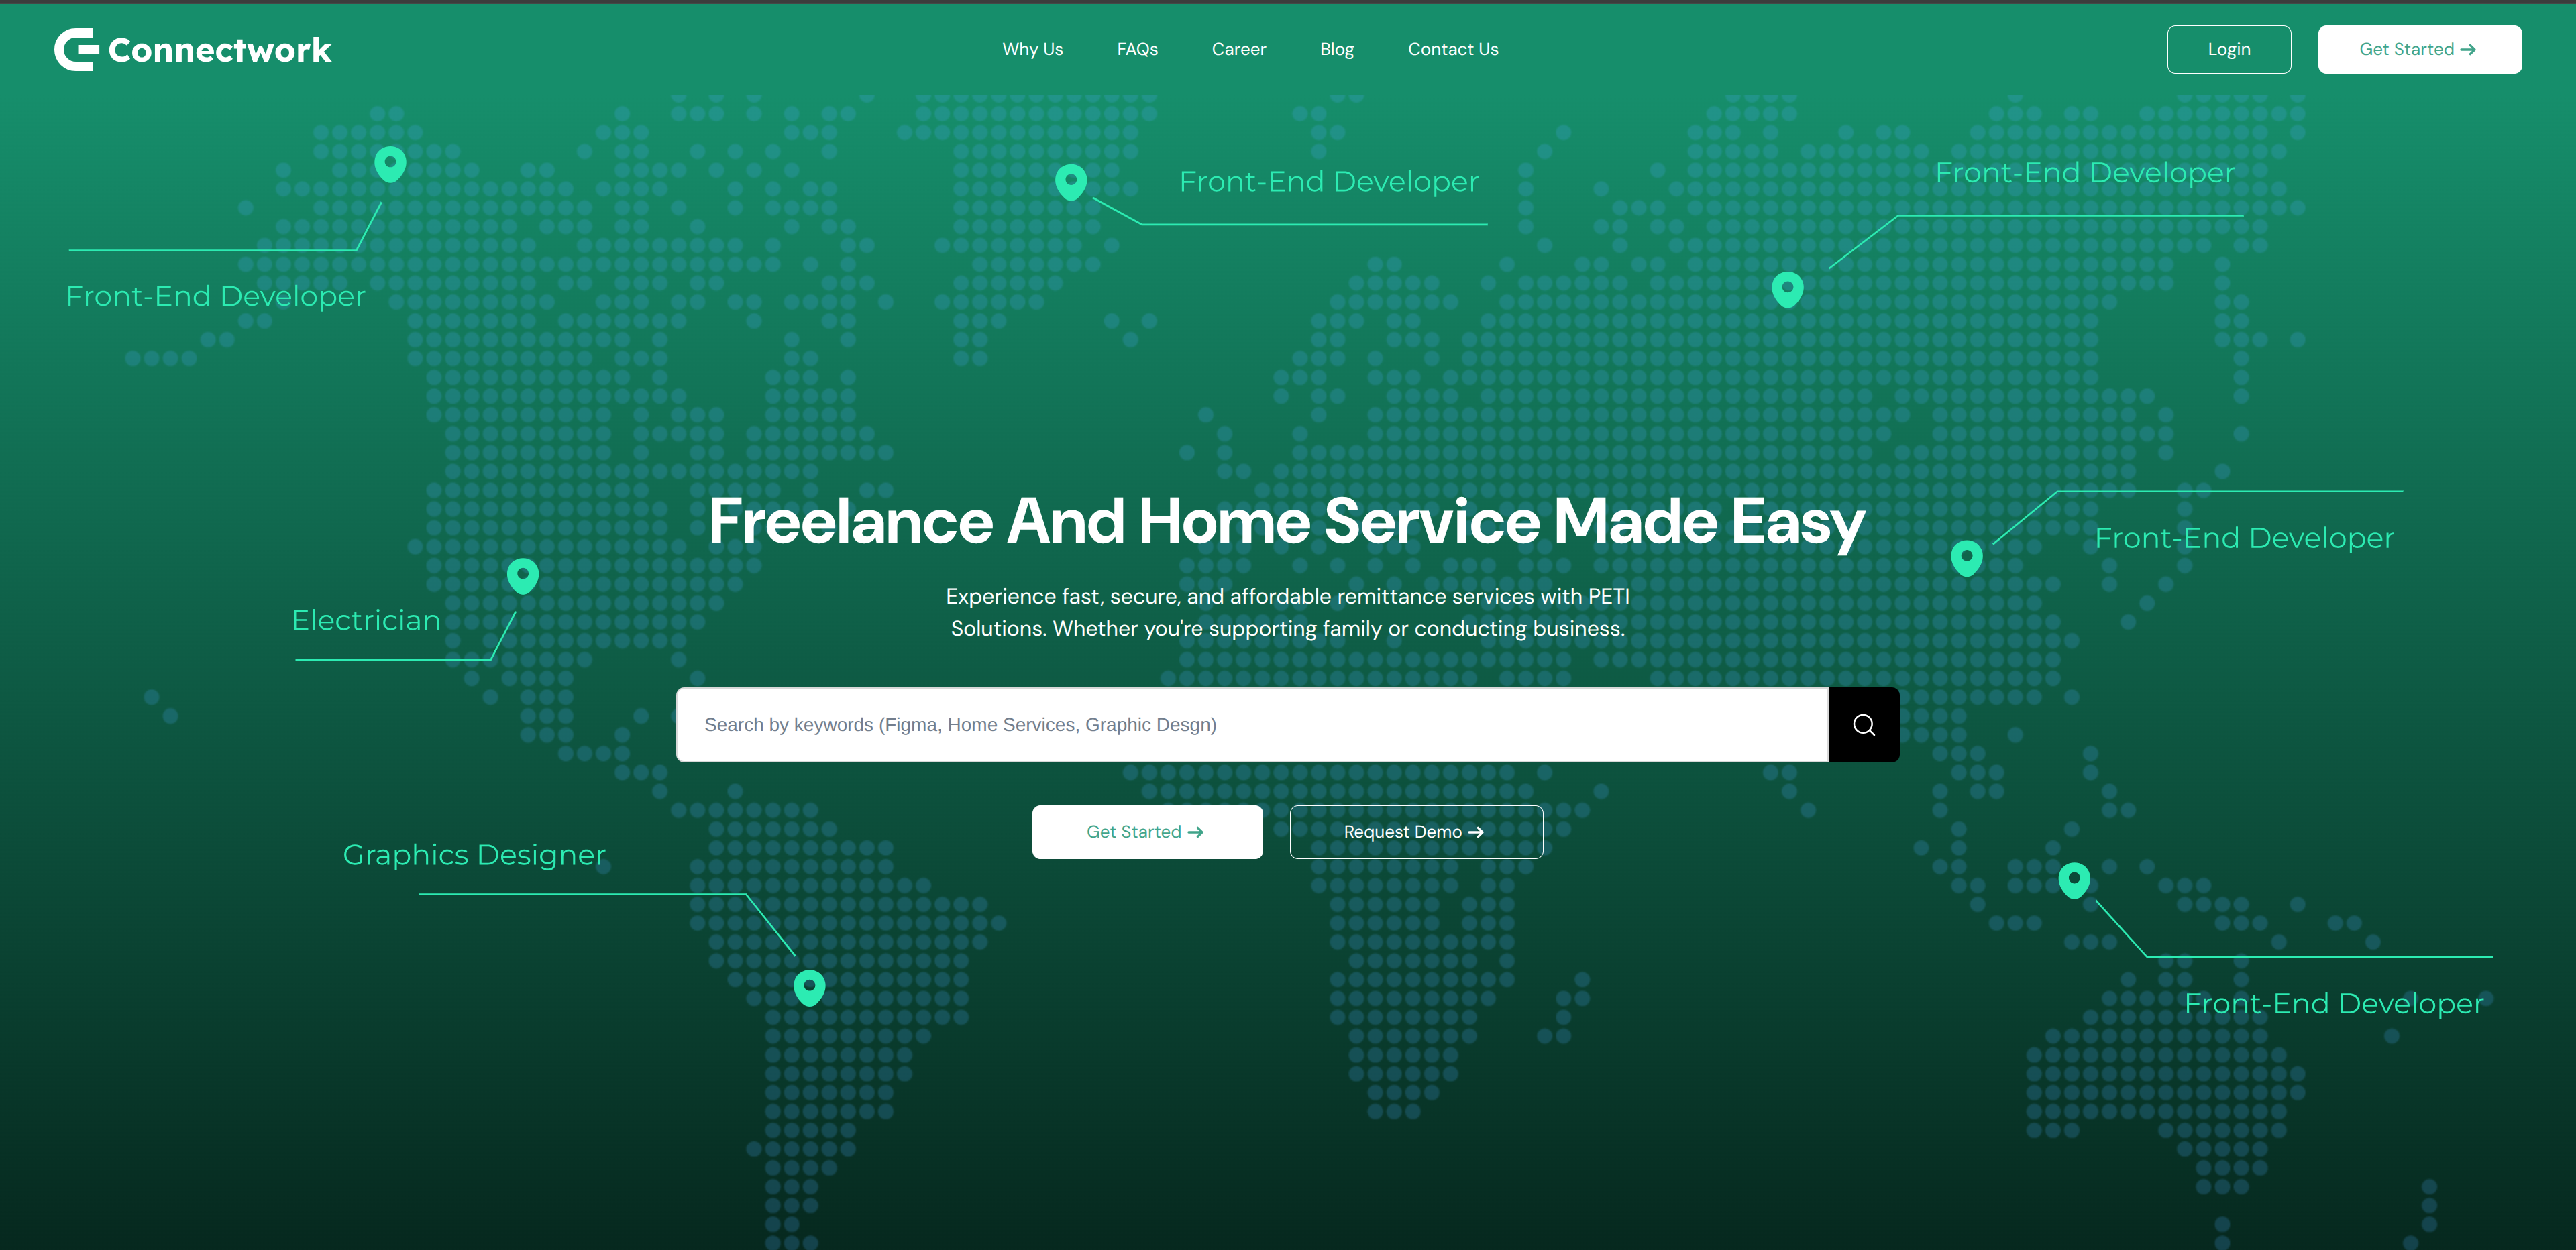 Connectwork
Why Us
FAQs
Career
Blog
Contact Us
Login
Get Started
Front-End Developer
Front-End Developer
Front-End Developer
Freelance And Home Service Made Easy
Front-End Developer
Experience fast, secure, and affordable remittance services with PETI
Solutions. Whether you're supporting family or conducting business.
Electrician
Search by keywords (Figma, Home Services, Graphic Desgn)
Get Started
Request Demo
Graphics Designer
Front-End Developer